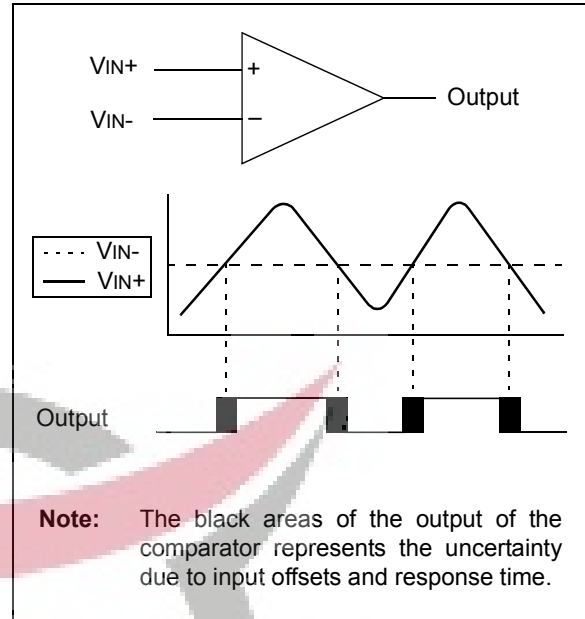 VIN+
+
Output
VIN-
–
VIN-
VIN+
Output
Note: The black areas of the output of the
comparator represents the uncertainty
due to input offsets and response time.